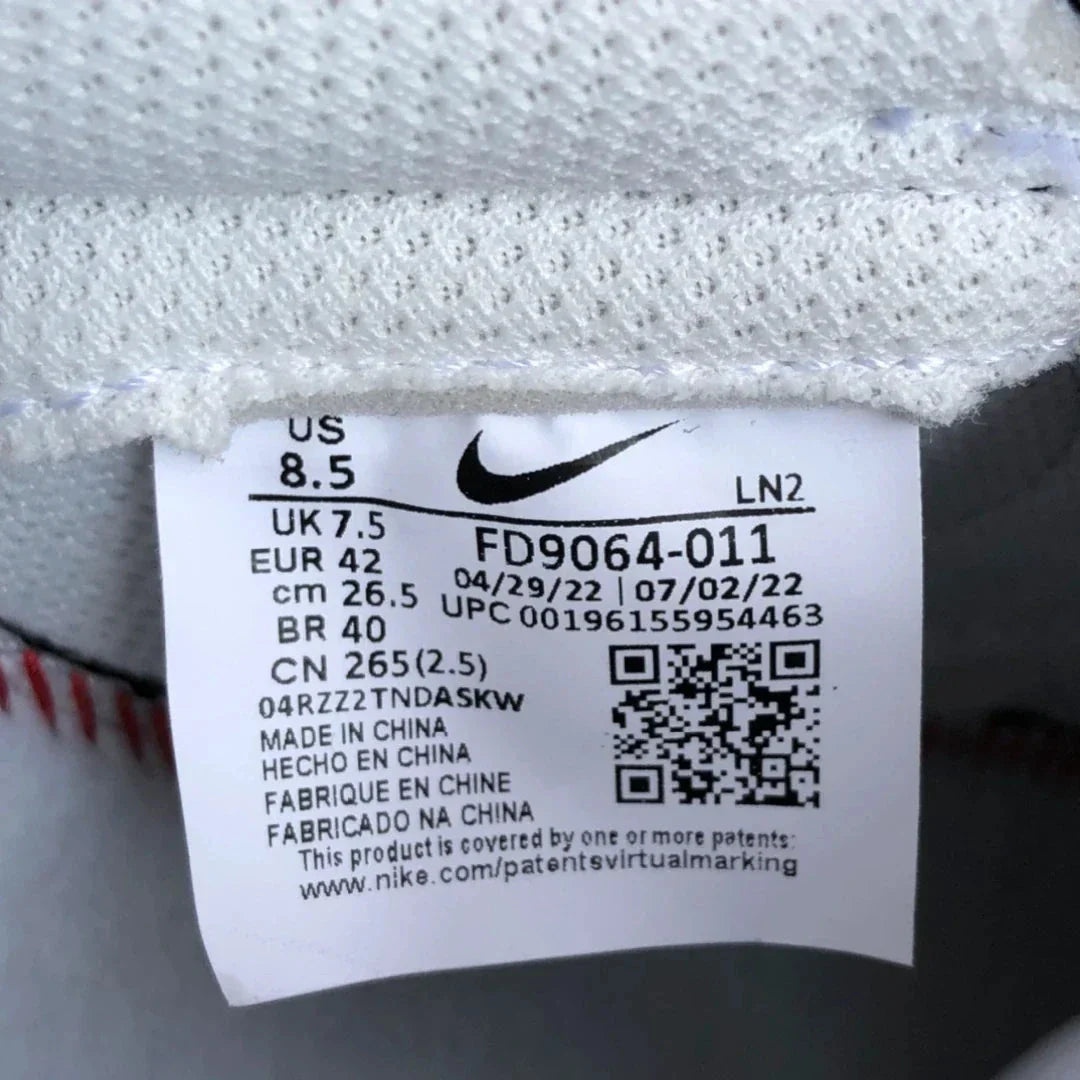 US
8.5
LN2
UK 7.5
FD9064-011
EUR 42
04/29/22 | 07/02/22
cm 26.5
UPC 00196155954463
BR 40
CN 265(2.5)
04RZZ2TNDASKW
MADE IN CHINA
HECHO EN CHINA
FABRIQUE EN CHINE
FABRICADO NA CHINA
This product is covered by one or more patents:
www.nike.com/patentsvirtualmarking